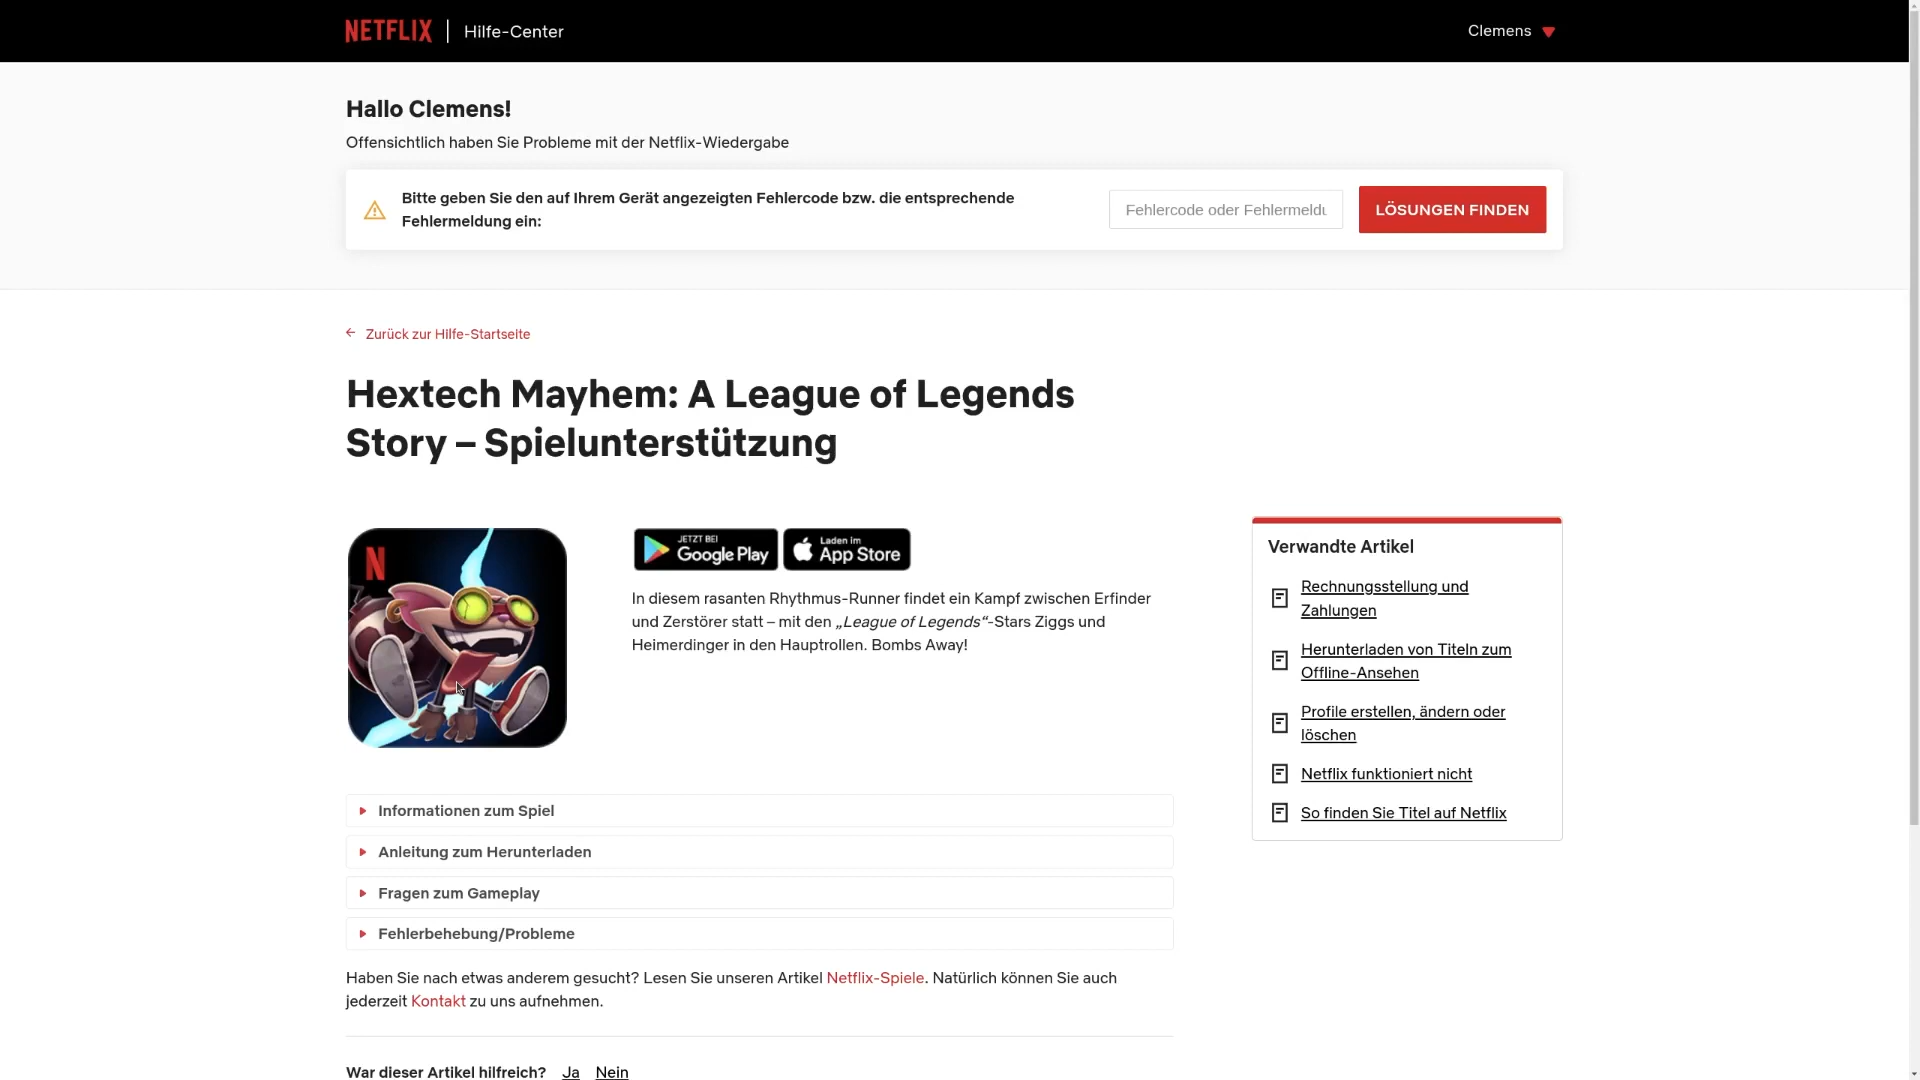 NETFLIX
Hilfe-Center
Clemens
Hallo Clemens!
Offensichtlich haben Sie Probleme mit der Netflix-Wiedergabe
Bitte geben Sie den auf Ihrem Gerät angezeigten Fehlercode bzw. die entsprechende
Fehlermeldung ein:
Fehlercode oder Fehlermeldu
LÖSUNGEN FINDEN
Zurück zur Hilfe-Startseite
Hextech Mayhem: A League of Legends
Story – Spielunterstützung
N
JETZT BEI
Google Play
Laden im
App Store
In diesem rasanten Rhythmus-Runner findet ein Kampf zwischen Erfinder
und Zerstörer statt – mit den „League of Legends“-Stars Ziggs und
Heimerdinger in den Hauptrollen. Bombs Away!
Verwandte Artikel
Rechnungsstellung und
Zahlungen
Herunterladen von Titeln zum
Offline-Ansehen
Profile erstellen, ändern oder
löschen
Netflix funktioniert nicht
So finden Sie Titel auf Netflix
Informationen zum Spiel
Anleitung zum Herunterladen
Fragen zum Gameplay
Fehlerbehebung/Probleme
Haben Sie nach etwas anderem gesucht? Lesen Sie unseren Artikel Netflix-Spiele. Natürlich können Sie auch
jederzeit Kontakt zu uns aufnehmen.
War dieser Artikel hilfreich? Ja Nein